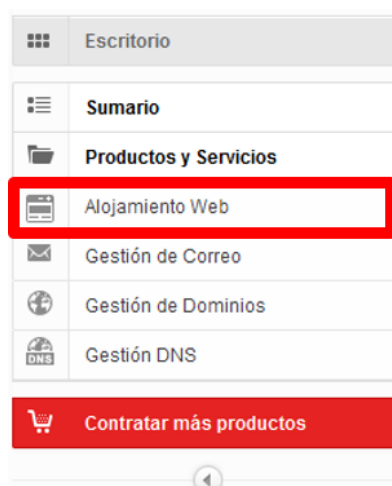 Escritorio
Sumario
Productos y Servicios
Alojamiento Web
Gestión de Correo
Gestión de Dominios
DNS Gestión DNS
Contratar más productos